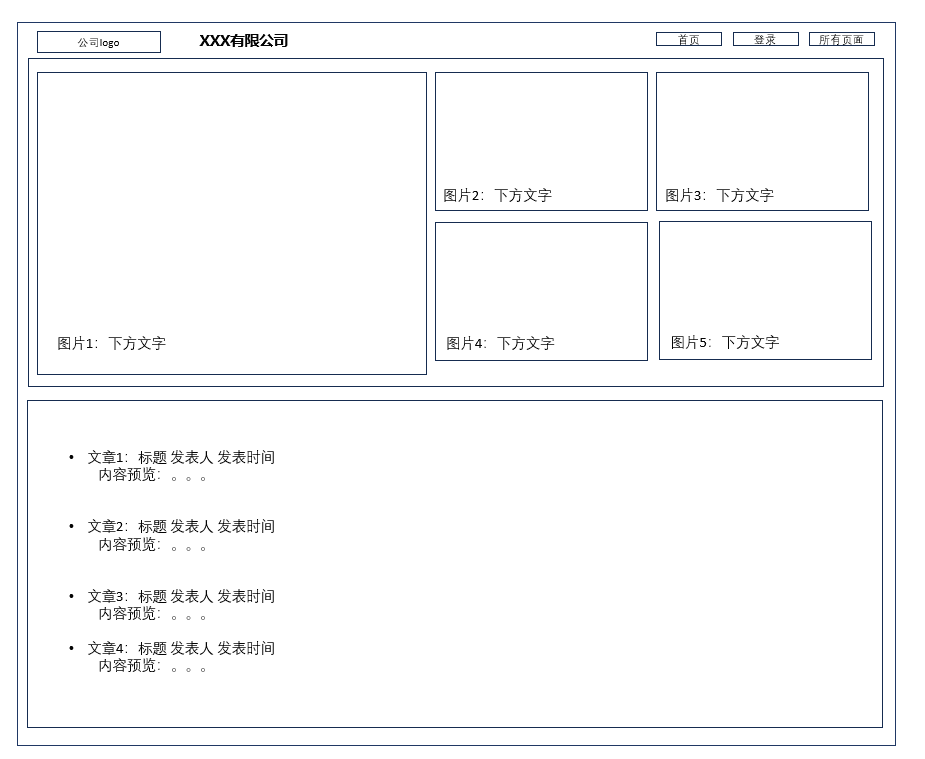 公司logo
XXX有限公司
首页
登录
所有页面
图片1：下方文字
图片2：下方文字
图片3：下方文字
图片4：下方文字
图片5：下方文字
• 文章1：标题 发表人 发表时间
内容预览：。。。
• 文章2：标题 发表人 发表时间
内容预览：。。。
• 文章3：标题 发表人 发表时间
内容预览：。。。
• 文章4：标题 发表人 发表时间
内容预览：。。。